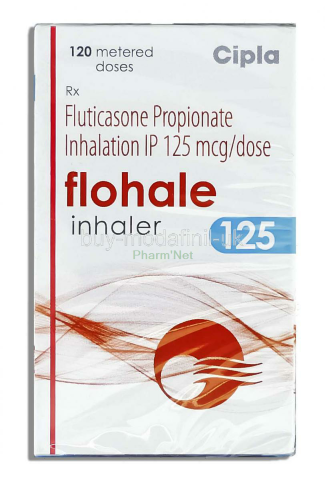 120 metered
doses
Cipla
Rx
Fluticasone Propionate
Inhalation IP 125 mcg/dose
flohale
inhaler
125
Pharm'Net